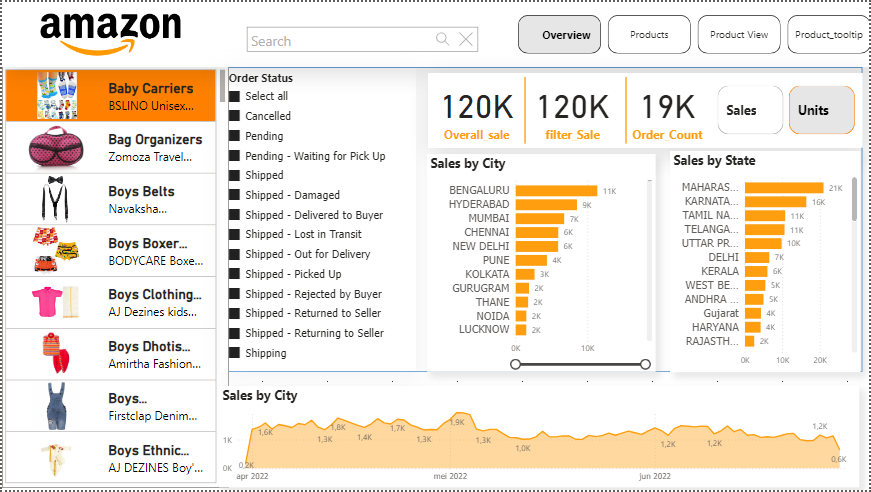 amazon
Search
Overview
Products
Product View
Product_tooltip
Baby Carriers
BSLINO Unisex...
Bag Organizers
Zomoza Travel...
Boys Belts
Navaksha...
Boys Boxer...
BODYCARE Boxe...
Boys Clothing...
AJ Dezines kids...
Boys Dhotis...
Amirtha Fashion...
Boys...
Firstclap Denim...
Boys Ethnic...
AJ DEZINES Boy'...
Order Status
Select all
Cancelled
Pending
Pending - Waiting for Pick Up
Shipped
Shipped - Damaged
Shipped - Delivered to Buyer
Shipped - Lost in Transit
Shipped - Out for Delivery
Shipped - Picked Up
Shipped - Rejected by Buyer
Shipped - Returned to Seller
Shipped - Returning to Seller
Shipping
120K
Overall_sale
120K
filter_Sale
19K
Order_Count
Sales
Units
Sales by City
BENGALURU 11K
HYDERABAD 9K
MUMBAI 7K
CHENNAI 6K
NEW DELHI 6K
PUNE 4K
KOLKATA 3K
GURUGRAM 2K
THANE 2K
NOIDA 2K
LUCKNOW 2K
0K 10K
Sales by State
MAHARAS... 21K
KARNATA... 16K
TAMIL NA... 11K
TELANGA... 11K
UTTAR PR... 10K
DELHI 7K
KERALA 6K
WEST BE... 5K
ANDHRA ... 5K
Gujarat 4K
HARYANA 4K
RAJASTH... 2K
0K 10K 20K
Sales by City
1K
0K
0,2K
1,6K
1,3K
1,8K
1,4K
1,7K
1,3K
1,9K
1,3K
1,0K
1,2K
1,2K
1,2K
0,6K
apr 2022 mei 2022 jun 2022